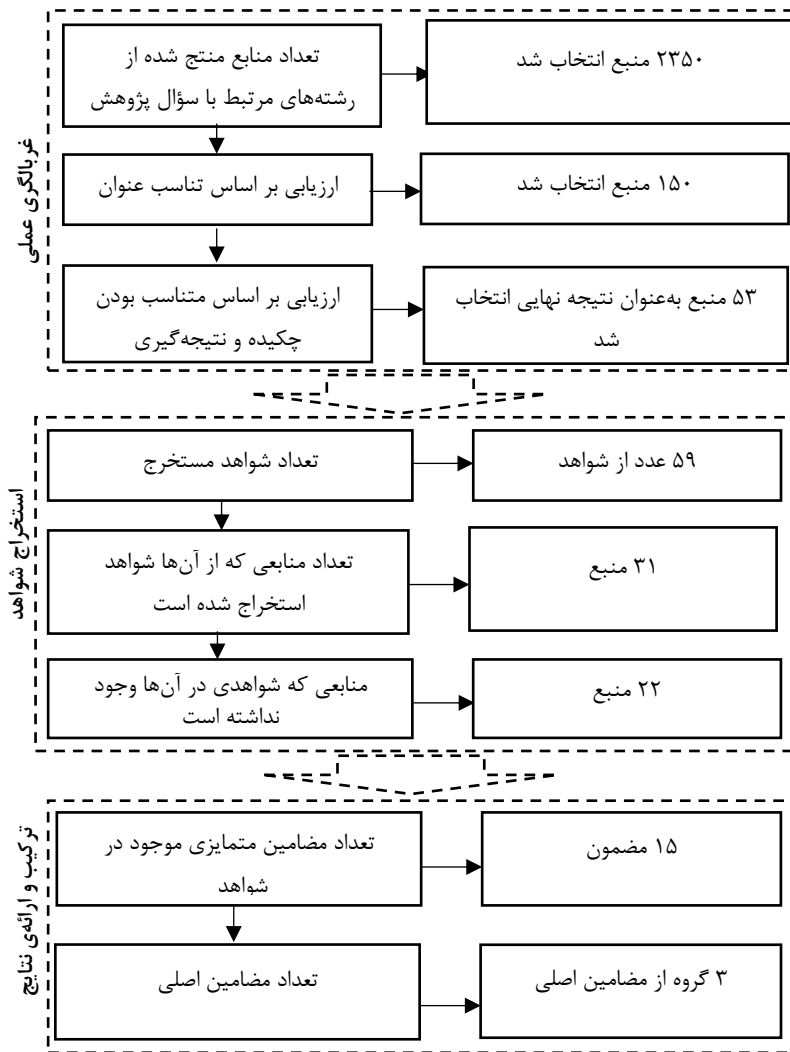 غربالگری عملی
تعداد منابع منتج شده از
رشته‌های مرتبط با سؤال پژوهش
۲۳۵۰ منبع انتخاب شد
ارزیابی بر اساس تناسب عنوان
۱۵۰ منبع انتخاب شد
ارزیابی بر اساس متناسب بودن
چکیده و نتیجه‌گیری
۵۳ منبع به‌عنوان نتیجه نهایی انتخاب
شد
استخراج شواهد
تعداد شواهد مستخرج
۵۹ عدد از شواهد
تعداد منابعی که از آن‌ها شواهد
استخراج شده است
۳۱ منبع
منابعی که شواهدی در آن‌ها وجود
نداشته است
۲۲ منبع
ترکیب و ارائه‌ی نتایج
تعداد مضامین متمایزی موجود در
شواهد
۱۵ مضمون
تعداد مضامین اصلی
۳ گروه از مضامین اصلی